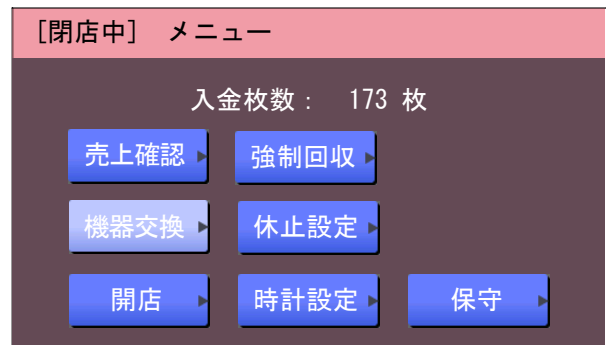 ［閉店中］　メニュー
入金枚数：　173 枚
売上確認　強制回収
機器交換　休止設定
開店　時計設定　保守